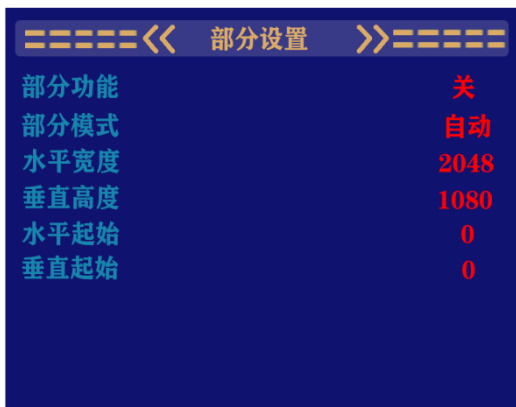 部分设置
部分功能 关
部分模式 自动
水平宽度 2048
垂直高度 1080
水平起始 0
垂直起始 0